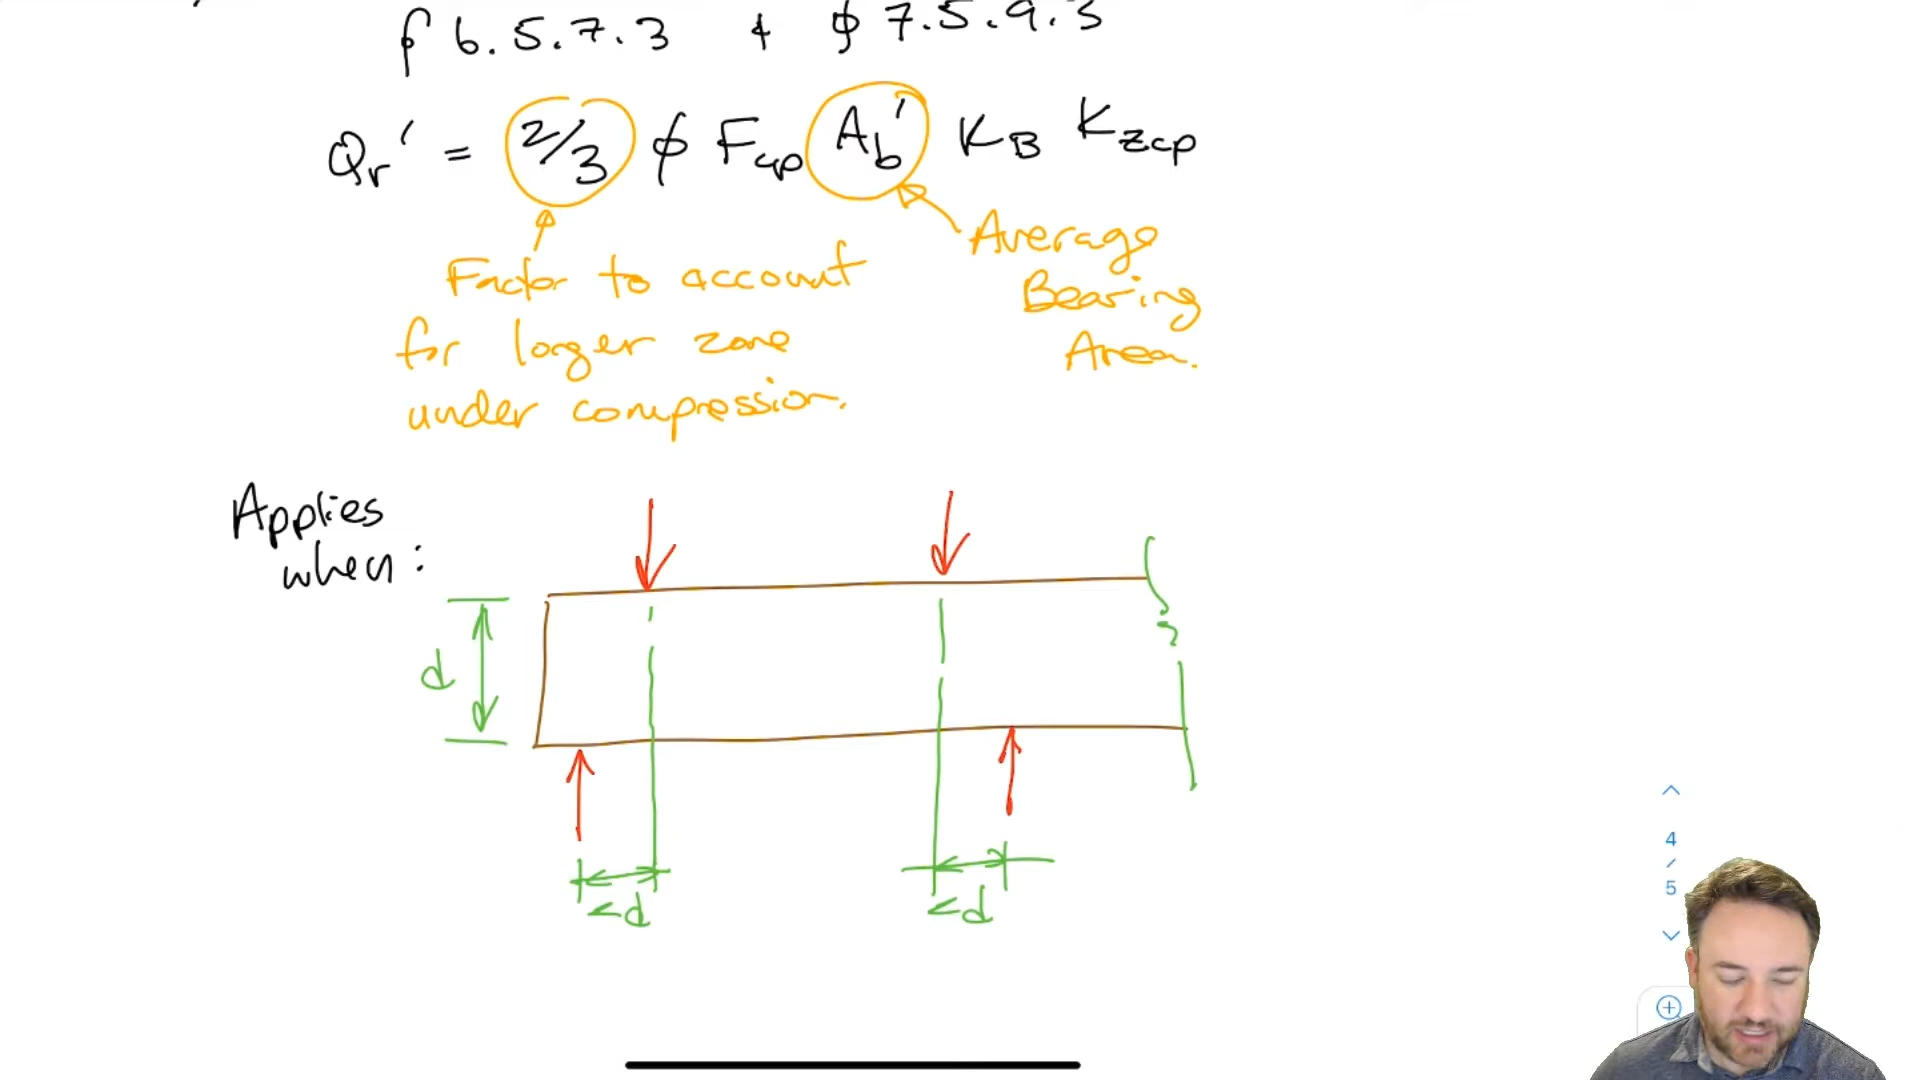 § 6.5.7.3 & § 7.5.9.3
Qr' = 2/3 ϕ Fcp Ab' KB KZcp
Factor to account
for larger zone
under compression.
Average
Bearing
Area.
Applies
when:
d
<d
<d
4
/
5